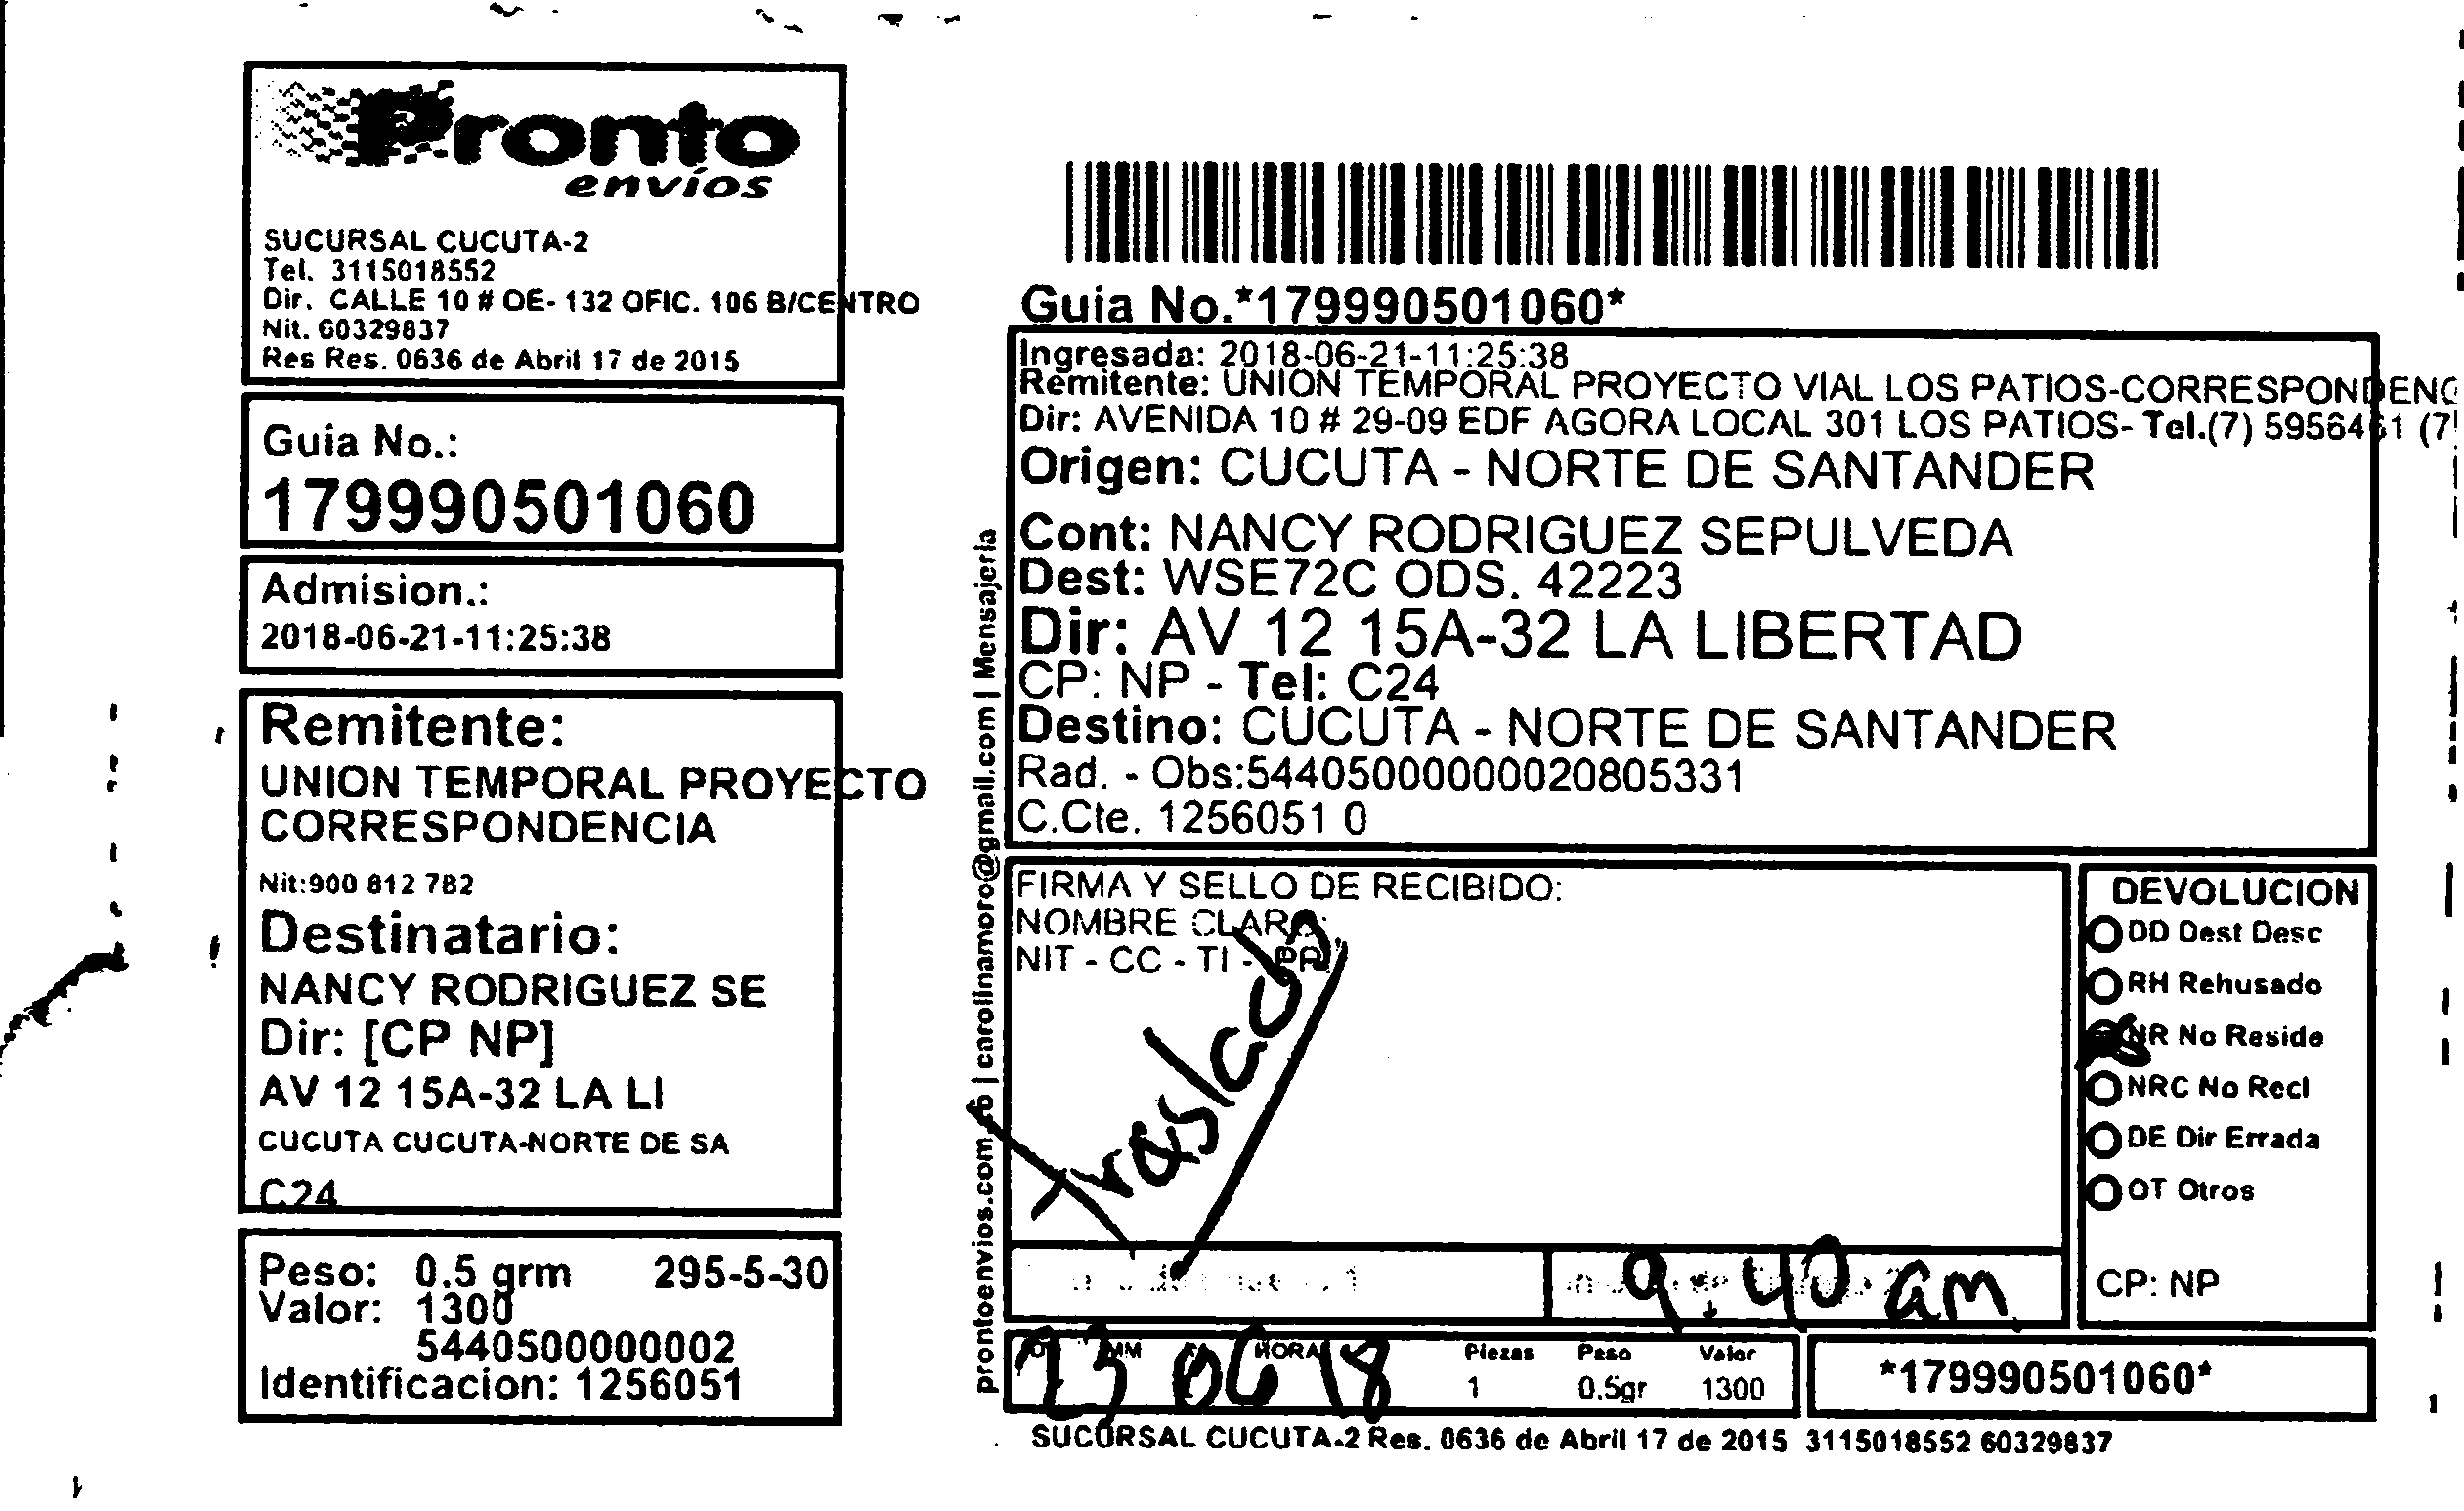 Pronto
envíos
SUCURSAL CUCUTA-2
Tel. 3115018552
Dir. CALLE 10 # OE- 132 OFIC. 106 B/CENTRO
Nit. 60329837
Res Res. 0636 de Abril 17 de 2015
Guia No.:
179990501060
Admision.:
2018-06-21-11:25:38
Remitente:
UNION TEMPORAL PROYECTO
CORRESPONDENCIA
Nit:900 812 782
Destinatario:
NANCY RODRIGUEZ SE
Dir: [CP NP]
AV 12 15A-32 LA LI
CUCUTA CUCUTA-NORTE DE SA
C24
Peso: 0.5 grm 295-5-30
Valor: 1300
5440500000002
Identificacion: 1256051
prontoenvios.com.co | carolinamoro@gmail.com | Mensajeria
Guia No.*179990501060*
Ingresada: 2018-06-21-11:25:38
Remitente: UNION TEMPORAL PROYECTO VIAL LOS PATIOS-CORRESPONDENC
Dir: AVENIDA 10 # 29-09 EDF AGORA LOCAL 301 LOS PATIOS- Tel.(7) 5956461 (7
Origen: CUCUTA - NORTE DE SANTANDER
Cont: NANCY RODRIGUEZ SEPULVEDA
Dest: WSE72C ODS. 42223
Dir: AV 12 15A-32 LA LIBERTAD
CP: NP - Tel: C24
Destino: CUCUTA - NORTE DE SANTANDER
Rad. - Obs:544050000000020805331
C.Cte. 1256051 0
FIRMA Y SELLO DE RECIBIDO:
NOMBRE CLARO:
NIT - CC - TI - PP:
Traslado
DEVOLUCION
DD Dest Desc
RH Rehusado
NR No Reside
NRC No Recl
DE Dir Errada
OT Otros
CP: NP
9:40 am
MM HORA Piezas Peso Valor
23 06 18 1 0.5gr 1300
*179990501060*
SUCURSAL CUCUTA-2 Res. 0636 de Abril 17 de 2015 3115018552 60329837